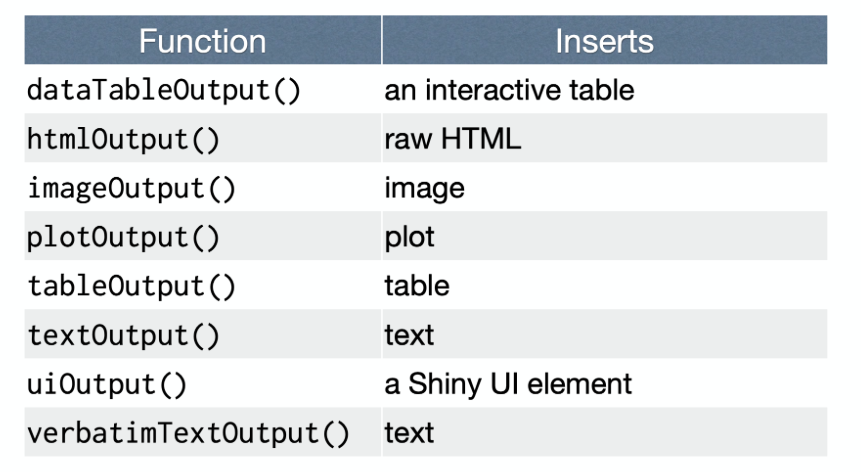 Function Inserts
dataTableOutput() an interactive table
htmlOutput() raw HTML
imageOutput() image
plotOutput() plot
tableOutput() table
textOutput() text
uiOutput() a Shiny UI element
verbatimTextOutput() text